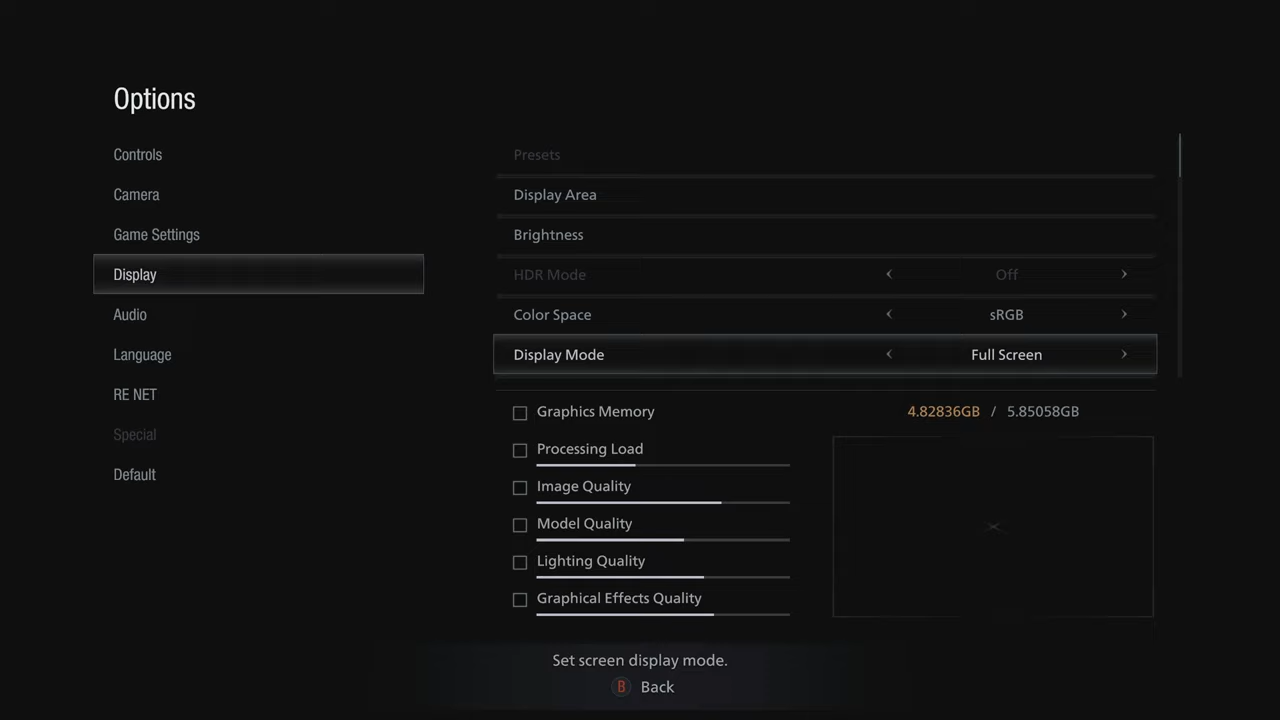 Options
Controls
Camera
Game Settings
Display
Audio
Language
RE NET
Special
Default
Presets
Display Area
Brightness
HDR Mode Off
Color Space sRGB
Display Mode Full Screen
Graphics Memory 4.82836GB / 5.85058GB
Processing Load
Image Quality
Model Quality
Lighting Quality
Graphical Effects Quality
Set screen display mode.
B Back